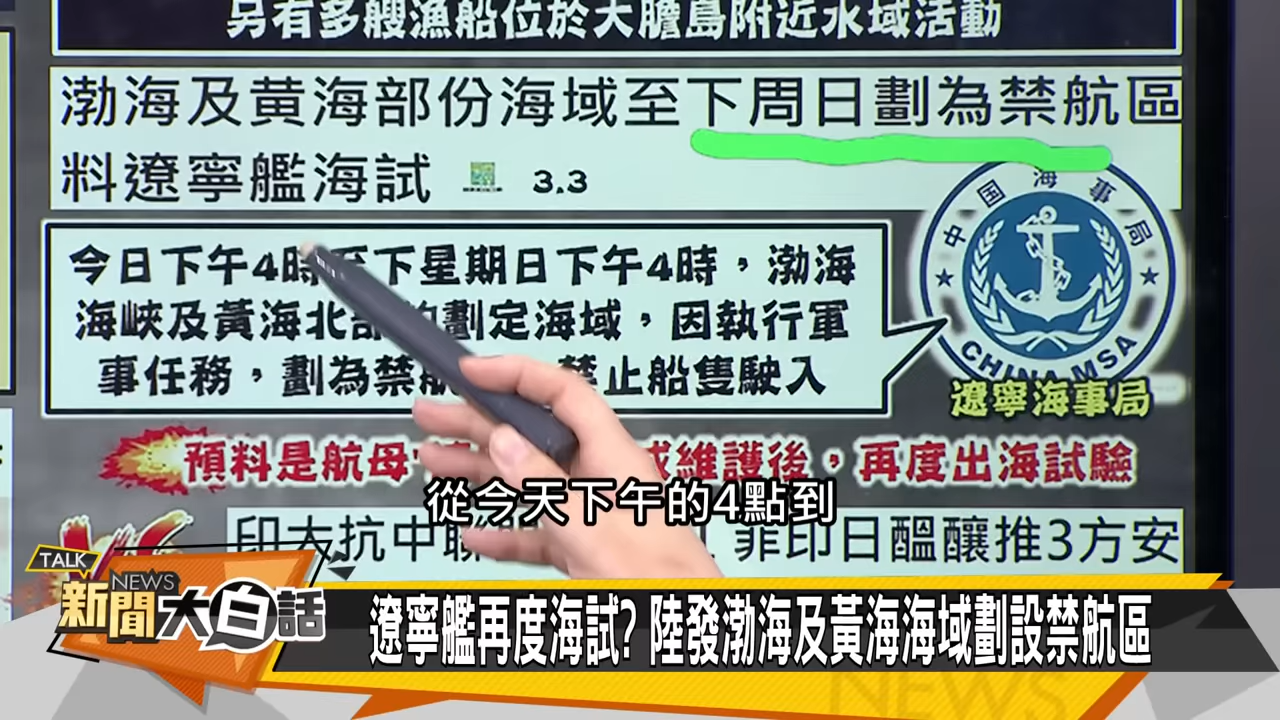 另有多艘漁船位於大膽島附近水域活動
渤海及黃海部份海域至下周日劃為禁航區
料遼寧艦海試 3.3
今日下午4時至下星期日下午4時，渤海
海峽及黃海北部的劃定海域，因執行軍
事任務，劃為禁航 禁止船隻駛入
中国海事局
CHINA MSA
遼寧海事局
預料是航母 維護後，再度出海試驗
從今天下午的4點到
印太抗中 菲印日醞釀推3方安
TALK
NEWS
新聞大白話
遼寧艦再度海試? 陸發渤海及黃海海域劃設禁航區
NEWS